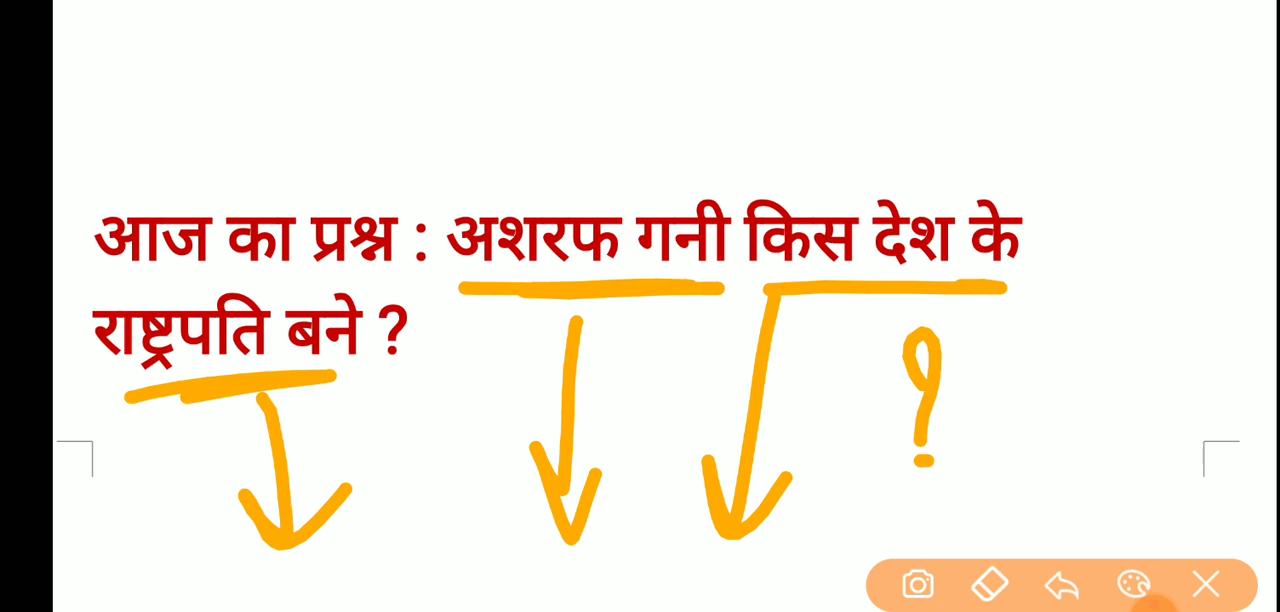 आज का प्रश्न : अशरफ गनी किस देश के
राष्ट्रपति बने ?
?